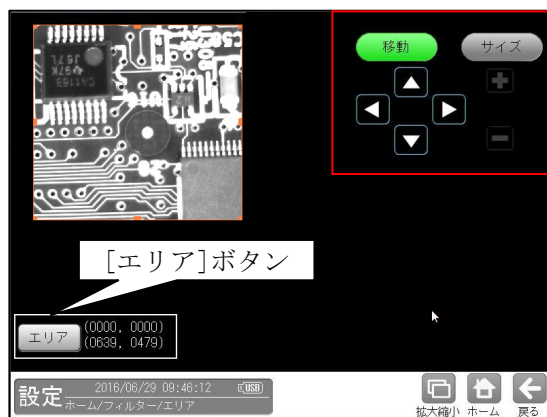 移動
サイズ
CA1168
J67L
[エリア]ボタン
エリア
(0000, 0000)
(0639, 0479)
設定
2016/06/29 09:46:12
USB
ホーム/フィルター/エリア
拡大縮小
ホーム
戻る